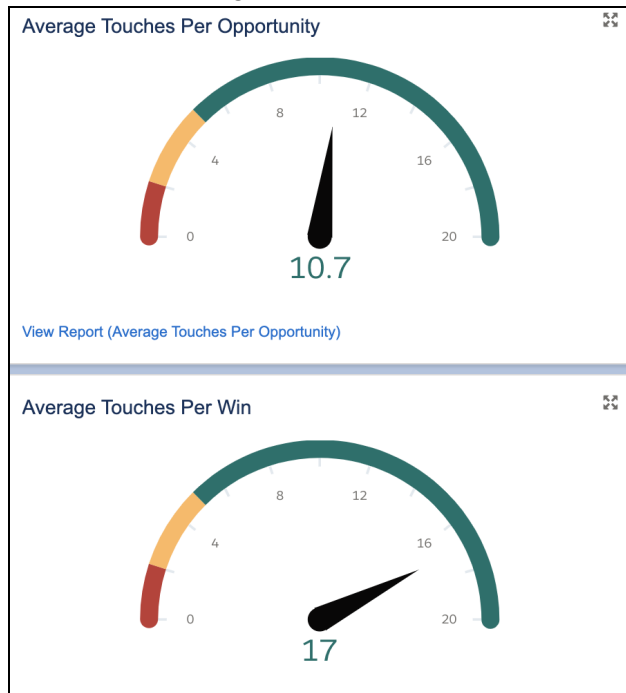 Average Touches Per Opportunity
8 12
4 16
0 20
10.7
View Report (Average Touches Per Opportunity)
Average Touches Per Win
8 12
4 16
0 20
17